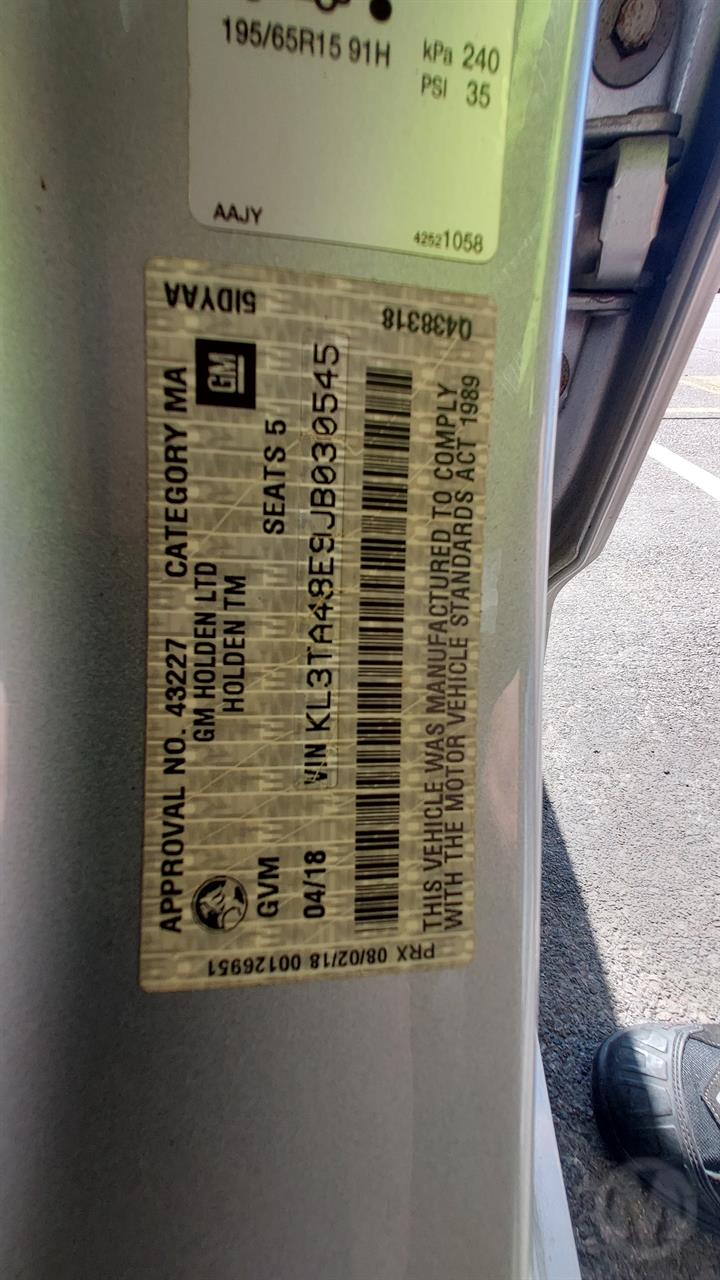 195/65R15 91H kPa 240
PSI 35
AAJY 42521058
5IDYAA
Q438318
APPROVAL NO. 43227 CATEGORY MA
GM HOLDEN LTD
HOLDEN TM
GM
GVM SEATS 5
04/18 VIN KL3TA48E9JB030545
THIS VEHICLE WAS MANUFACTURED TO COMPLY
WITH THE MOTOR VEHICLE STANDARDS ACT 1989
PRX 08/02/18 00126951